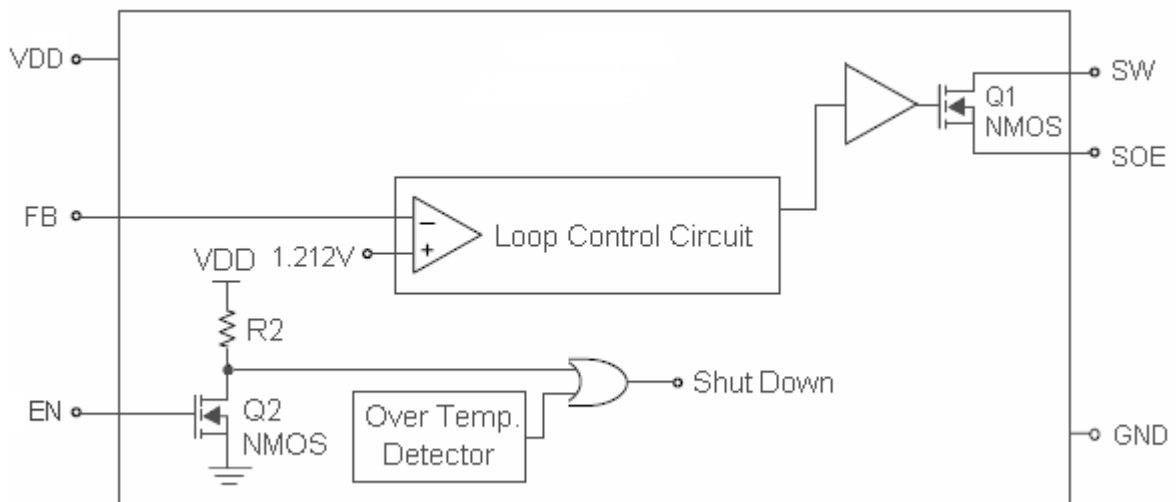 VDD
SW
Q1
NMOS
SOE
FB
Loop Control Circuit
1.212V
VDD
R2
Shut Down
EN
Q2
NMOS
Over Temp.
Detector
GND